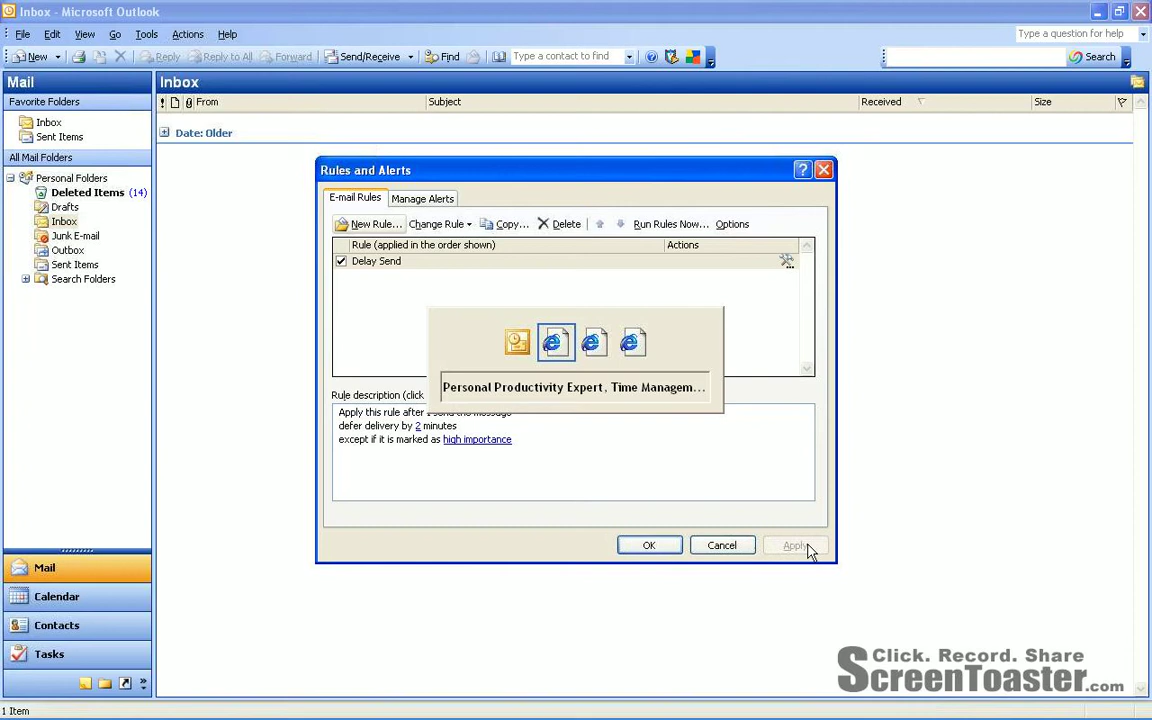 Inbox - Microsoft Outlook
File Edit View Go Tools Actions Help
Type a question for help
New Reply Reply to All Forward Send/Receive Find Type a contact to find Search
Mail
Inbox
Favorite Folders
! From Subject Received Size
Inbox
Sent Items
Date: Older
All Mail Folders
Personal Folders
Deleted Items (14)
Drafts
Inbox
Junk E-mail
Outbox
Sent Items
Search Folders
Rules and Alerts
E-mail Rules Manage Alerts
New Rule... Change Rule Copy... Delete Run Rules Now... Options
Rule (applied in the order shown) Actions
Delay Send
Personal Productivity Expert, Time Managem...
Rule description (click
Apply this rule after I send the message
defer delivery by 2 minutes
except if it is marked as high importance
OK Cancel Apply
Mail
Calendar
Contacts
Tasks
Click. Record. Share
ScreenToaster.com
1 Item